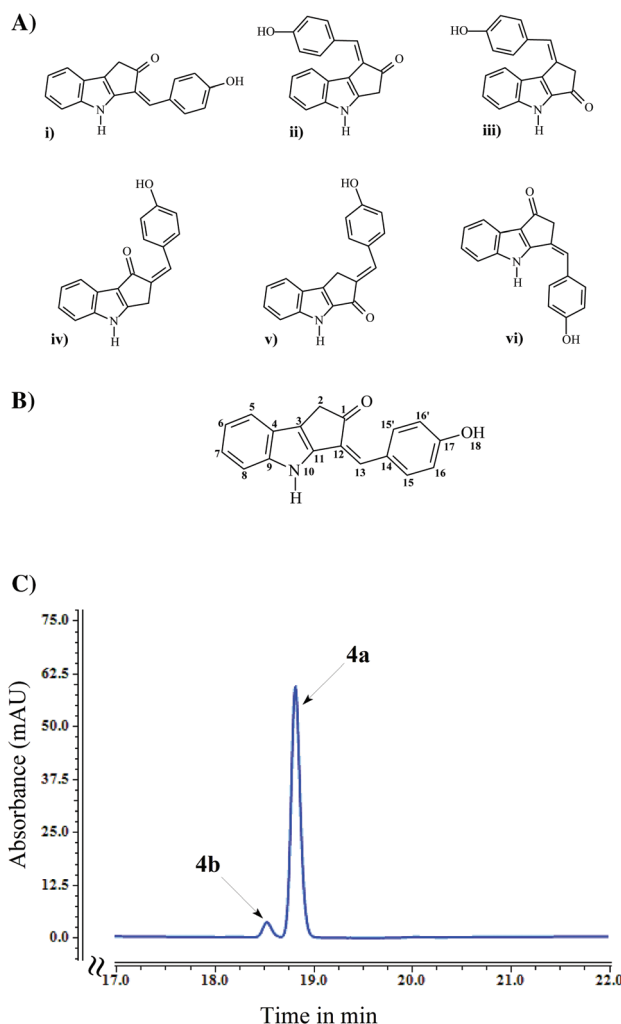 A)
O OH N H i)
HO O N H ii)
HO N H O iii)
HO O N H iv)
HO N H O v)
O N H OH vi)
B)
2 1 O 16' 15' 17 OH 18 5 6 4 3 7 9 11 12 14 16 N 10 13 15 8 H
C)
75.0
4a
62.5
50.0
37.5
25.0
4b
12.5
0.0
Absorbance (mAU)
17.0 18.0 19.0 20.0 21.0 22.0
Time in min